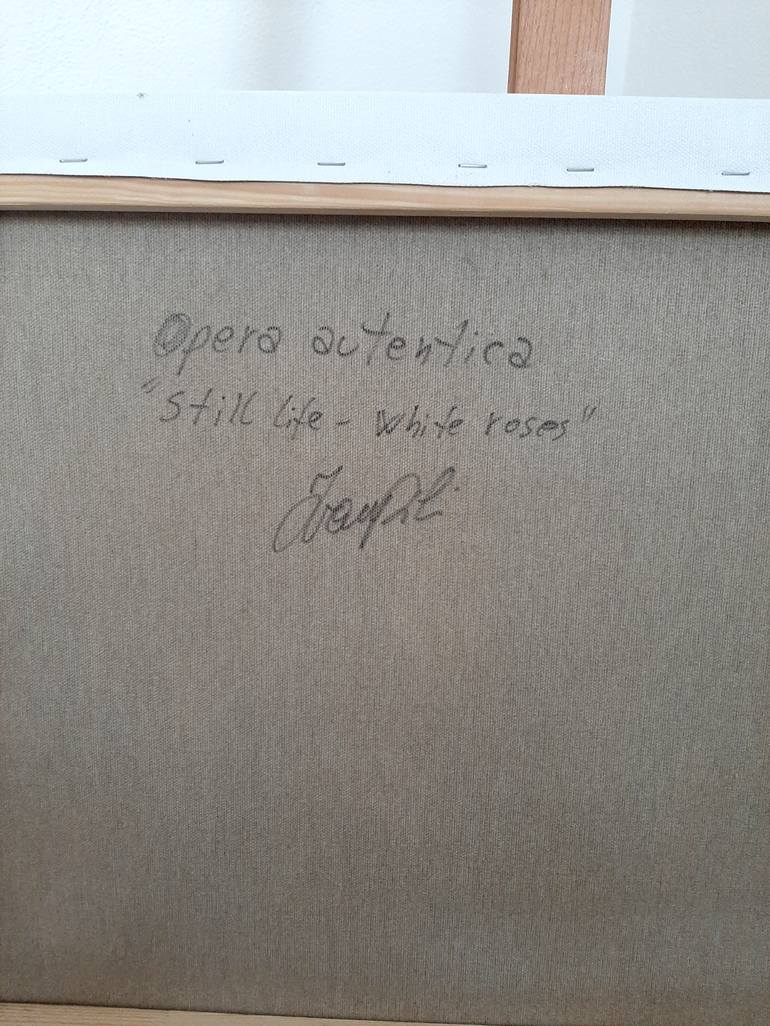 Opera autentica
"Still life - white roses"